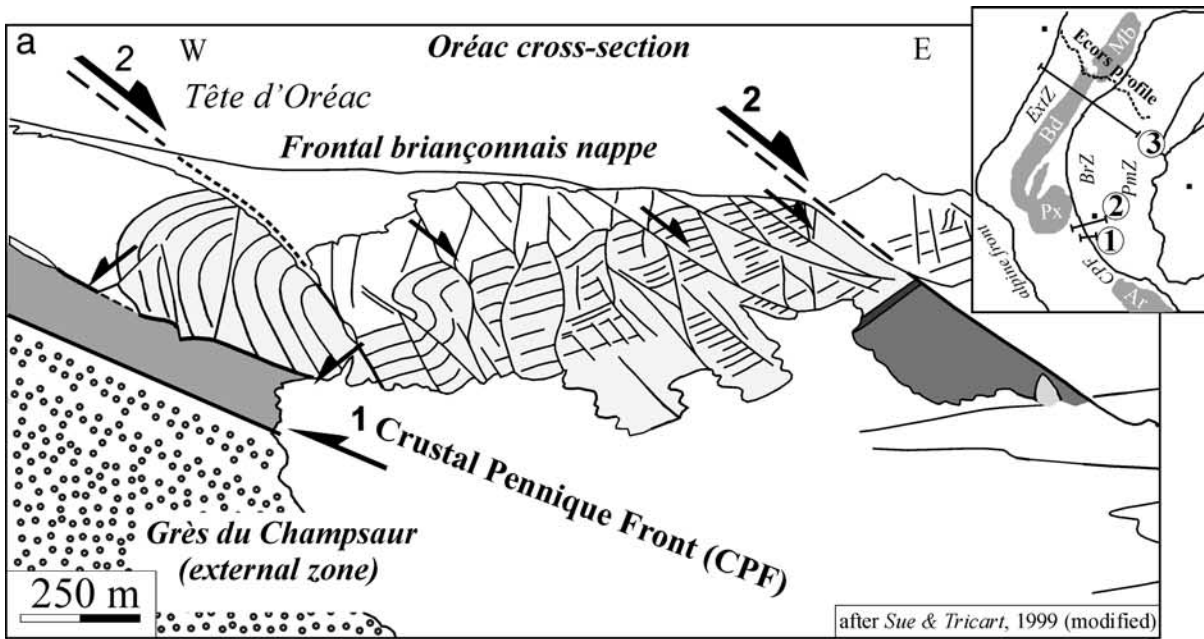 a
W
Oréac cross-section
E
2
Tête d'Oréac
2
Frontal briançonnais nappe
1 Crustal Pennique Front (CPF)
Grès du Champsaur
(external zone)
250 m
after Sue & Tricart, 1999 (modified)
Mb
Ecors profile
ExtZ
Bd
3
BrZ
PmZ
Px
2
1
alpine front
CPF
Ar